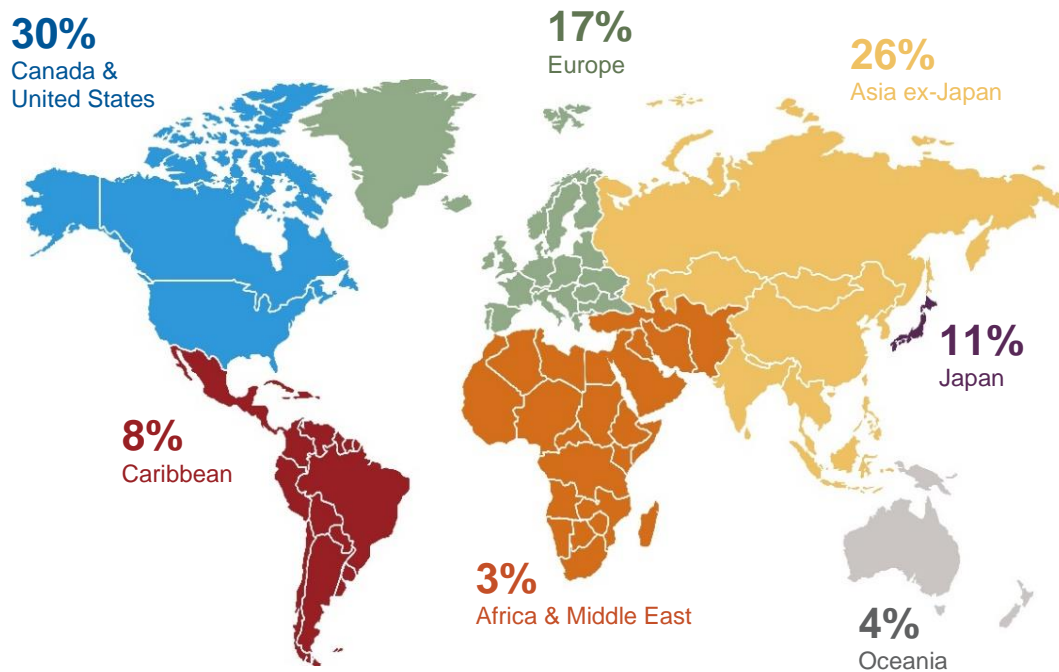 30%
Canada &
United States
17%
Europe
26%
Asia ex-Japan
11%
Japan
8%
Caribbean
3%
Africa & Middle East
4%
Oceania